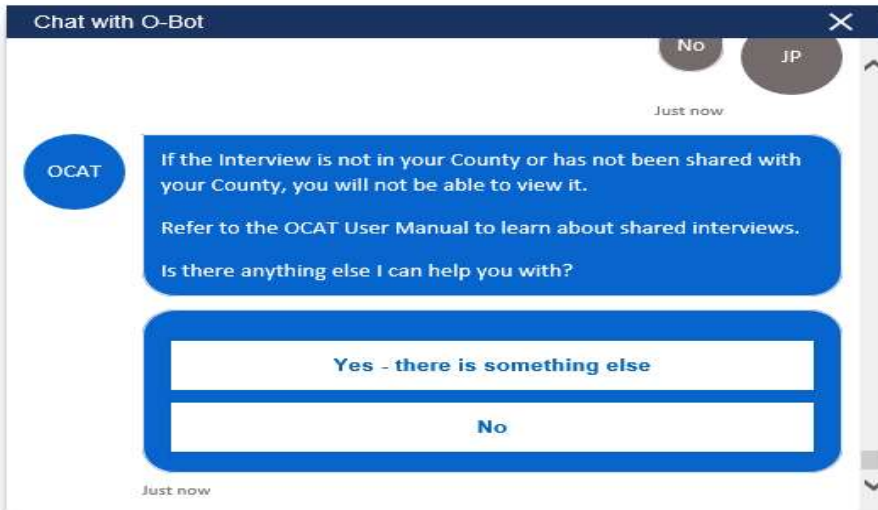 Chat with O-Bot
No
JP
Just now
OCAT
If the Interview is not in your County or has not been shared with
your County, you will not be able to view it.
Refer to the OCAT User Manual to learn about shared interviews.
Is there anything else I can help you with?
Yes - there is something else
No
Just now